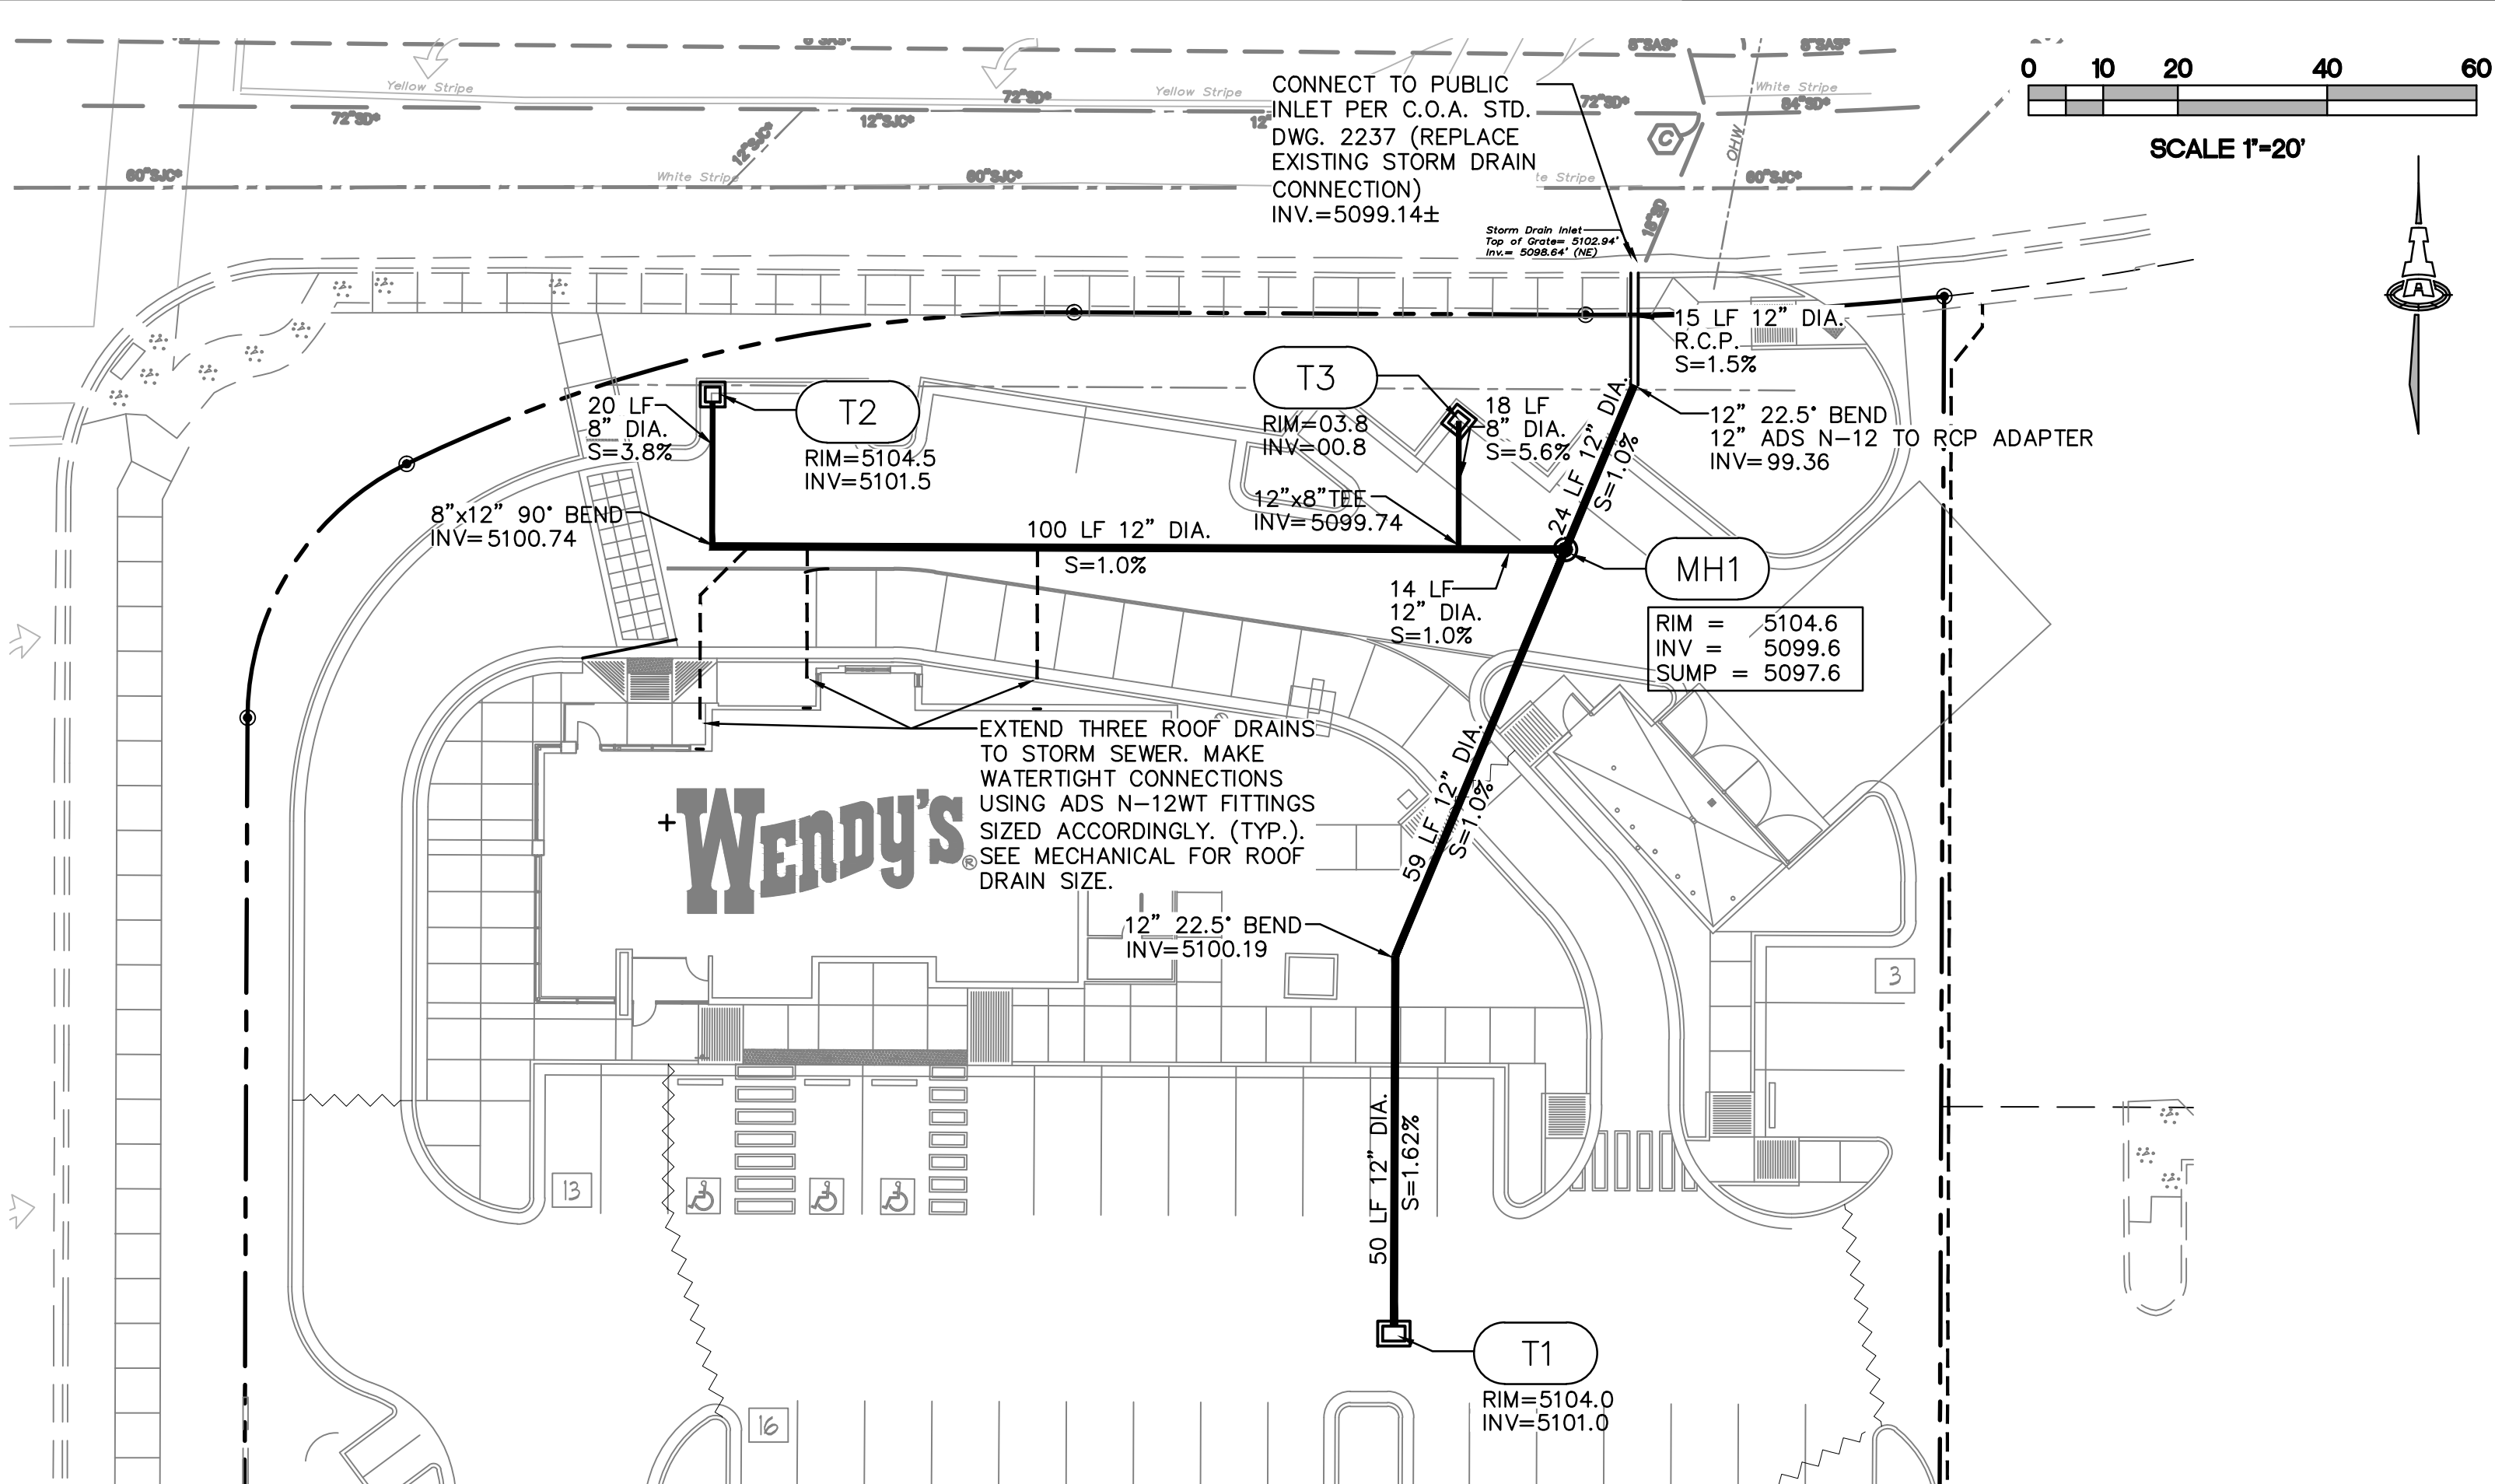 8"SAS*
8"SAS*
8"SAS*
0 10 20 40 60
SCALE 1"=20'
Yellow Stripe
Yellow Stripe
White Stripe
72"SD*
72"SD*
72"SD*
84"SD*
12"SJC*
12"SJC*
12"
C
OHW
60"SJC*
White Stripe
60"SJC*
te Stripe
60"SJC*
CONNECT TO PUBLIC
INLET PER C.O.A. STD.
DWG. 2237 (REPLACE
EXISTING STORM DRAIN
CONNECTION)
INV.=5099.14±
18"SD
Storm Drain Inlet
Top of Grate= 5102.94'
Inv.= 5098.64' (NE)
15 LF 12" DIA.
R.C.P.
S=1.5%
T2
RIM=5104.5
INV=5101.5
20 LF
8" DIA.
S=3.8%
T3
RIM=03.8
INV=00.8
18 LF
8" DIA.
S=5.6%
12" 22.5° BEND
12" ADS N-12 TO RCP ADAPTER
INV=99.36
24 LF 12" DIA.
S=1.0%
8"x12" 90° BEND
INV=5100.74
12"x8"TEE
INV=5099.74
100 LF 12" DIA.
S=1.0%
14 LF
12" DIA.
S=1.0%
MH1
RIM = 5104.6
INV = 5099.6
SUMP = 5097.6
EXTEND THREE ROOF DRAINS
TO STORM SEWER. MAKE
WATERTIGHT CONNECTIONS
USING ADS N-12WT FITTINGS
SIZED ACCORDINGLY. (TYP.).
SEE MECHANICAL FOR ROOF
DRAIN SIZE.
WENDY'S®
59 LF 12" DIA.
S=1.0%
12" 22.5° BEND
INV=5100.19
3
50 LF 12" DIA.
S=1.62%
13
T1
RIM=5104.0
INV=5101.0
16